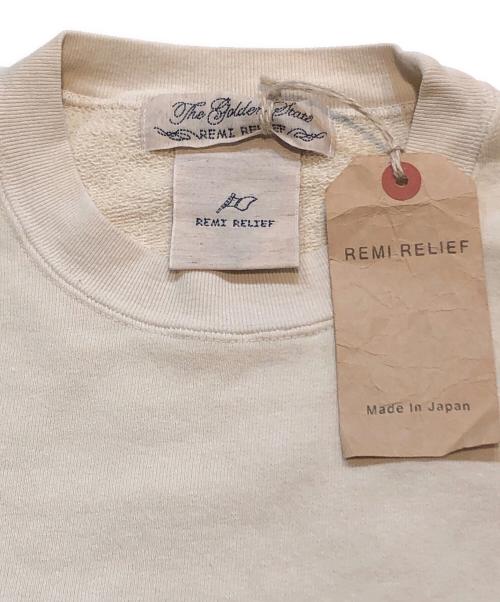 The Golden State
REMI RELIEF
REMI RELIEF
REMI RELIEF
Made In Japan